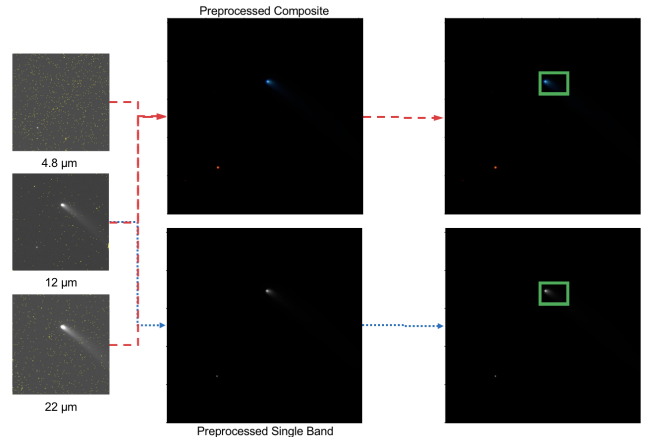 Preprocessed Composite
4.8 μm
12 μm
22 μm
Preprocessed Single Band